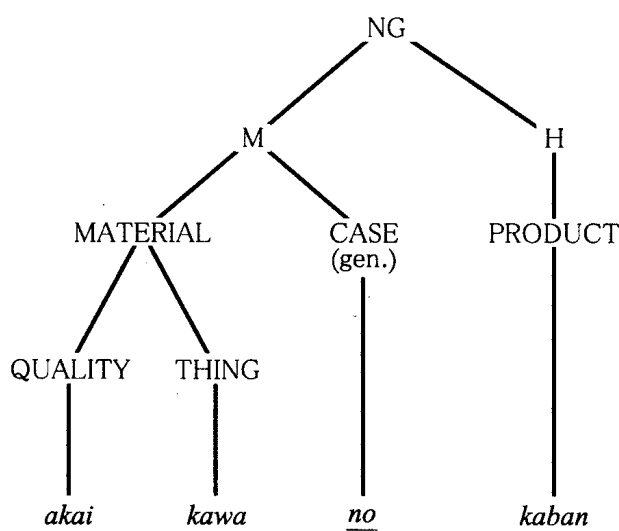 NG
M H
MATERIAL CASE PRODUCT
(gen.)
QUALITY THING
akai kawa no kaban